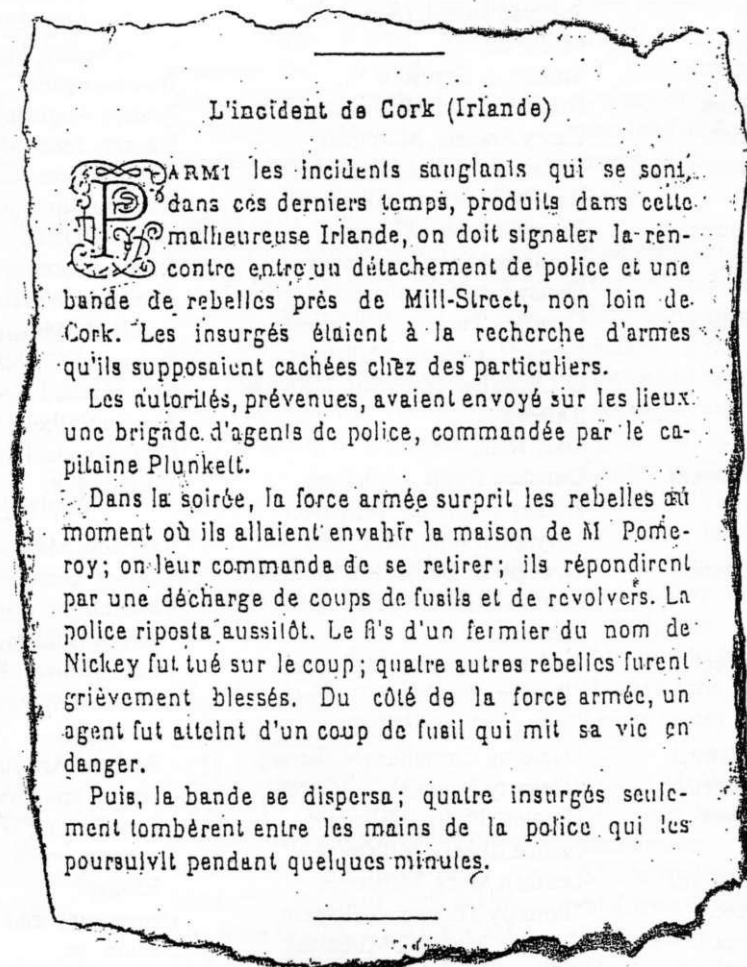 L'incident de Cork (Irlande)
PARMI les incidents sanglants qui se sont,
dans ces derniers temps, produits dans cette
malheureuse Irlande, on doit signaler la ren-
contre entre un détachement de police et une
bande de rebelles près de Mill-Street, non loin de
Cork. Les insurgés étaient à la recherche d'armes
qu'ils supposaient cachées chez des particuliers.
Les autorités, prévenues, avaient envoyé sur les lieux
une brigade d'agents de police, commandée par le ca-
pitaine Plunkett.
Dans la soirée, la force armée surprit les rebelles au
moment où ils allaient envahir la maison de M Pome-
roy; on leur commanda de se retirer; ils répondirent
par une décharge de coups de fusils et de revolvers. La
police riposta aussitôt. Le fi's d'un fermier du nom de
Nickey fut tué sur le coup; quatre autres rebelles furent
grièvement blessés. Du côté de la force armée, un
agent fut atteint d'un coup de fusil qui mit sa vie en
danger.
Puis, la bande se dispersa; quatre insurgés seule-
ment tombèrent entre les mains de la police qui les
poursuivit pendant quelques minutes.